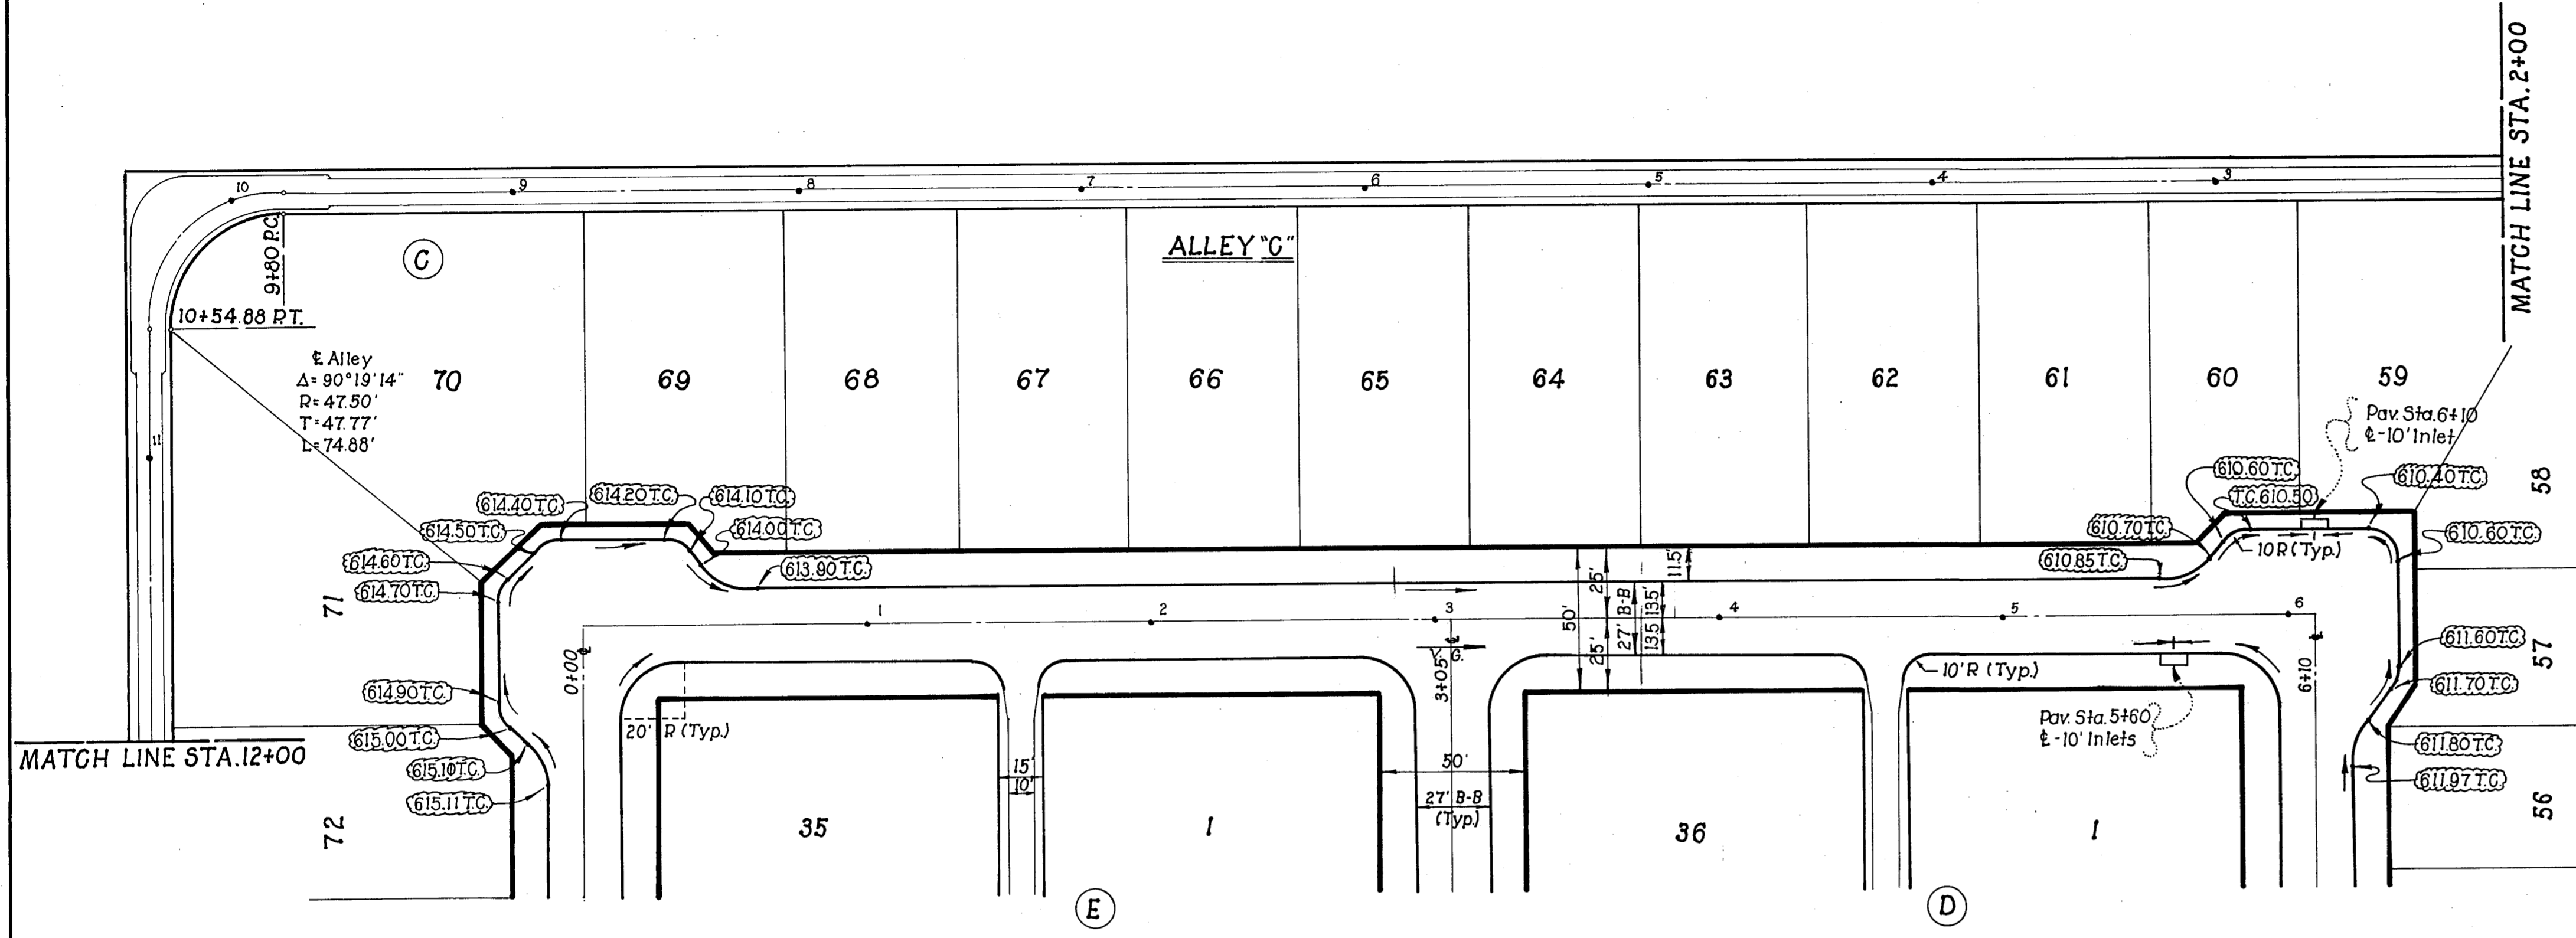 MATCH LINE STA. 2+00
10
9
8
7
6
5
4
3
9+80 P.C.
C
ALLEY "C"
10+54.88 P.T.
℄ Alley
Δ= 90°19'14"
R= 47.50'
T= 47.77'
L= 74.88'
11
70
69
68
67
66
65
64
63
62
61
60
59
58
Pav. Sta. 6+10
℄-10' Inlet
614.40 T.C.
614.20 T.C.
614.10 T.C.
614.50 T.C.
614.00 T.C.
614.60 T.C.
613.90 T.C.
614.70 T.C.
71
610.60 T.C.
T.C. 610.50
610.40 T.C.
610.70 T.C.
10 R (Typ.)
610.60 T.C.
610.85 T.C.
11.5'
25'
50'
13.5'
27' B-B
13.5
25'
1
2
3
4
5
6
0+00
℄
3+05
℄
G.
6+10
℄
611.60 T.C.
57
611.70 T.C.
10' R (Typ.)
614.90 T.C.
615.00 T.C.
20' R (Typ.)
Pav. Sta. 5+60
℄-10' Inlets
611.80 T.C.
MATCH LINE STA. 12+00
615.10 T.C.
615.11 T.C.
15'
10'
50'
27' B-B
(Typ.)
611.97 T.C.
72
35
1
36
1
56
E
D